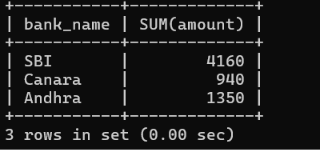 +-----------+-------------+
| bank_name | SUM(amount) |
+-----------+-------------+
| SBI       |        4160 |
| Canara    |         940 |
| Andhra    |        1350 |
+-----------+-------------+
3 rows in set (0.00 sec)